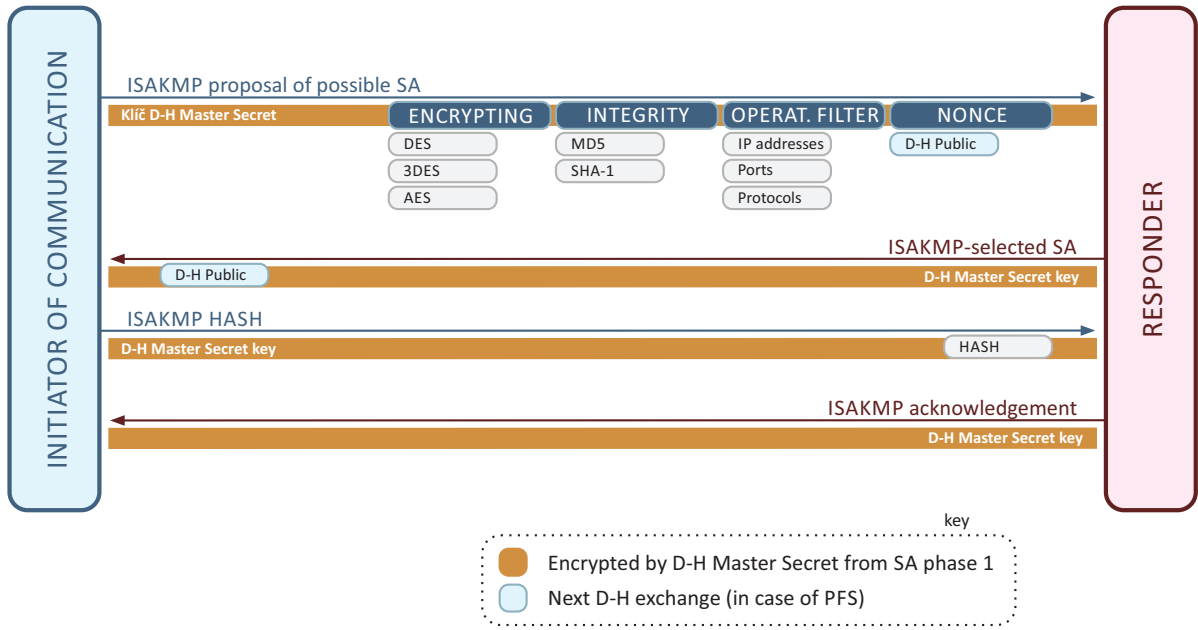 INITIATOR OF COMMUNICATION
ISAKMP proposal of possible SA
Klíč D-H Master Secret
ENCRYPTING
INTEGRITY
OPERAT. FILTER
NONCE
DES
MD5
IP addresses
D-H Public
3DES
SHA-1
Ports
AES
Protocols
ISAKMP-selected SA
D-H Public
D-H Master Secret key
ISAKMP HASH
D-H Master Secret key
HASH
ISAKMP acknowledgement
D-H Master Secret key
RESPONDER
key
Encrypted by D-H Master Secret from SA phase 1
Next D-H exchange (in case of PFS)